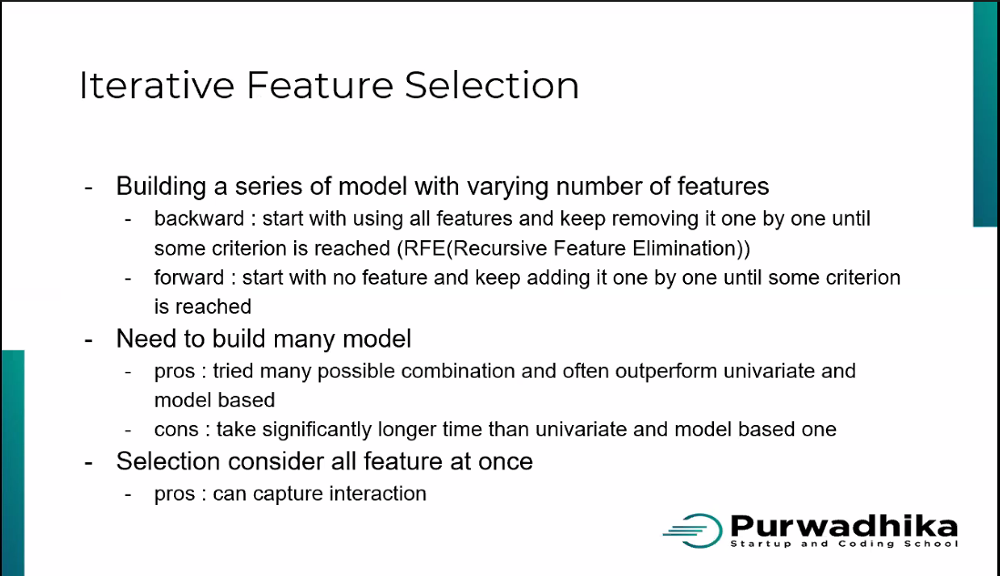 Iterative Feature Selection
- Building a series of model with varying number of features
- backward : start with using all features and keep removing it one by one until
some criterion is reached (RFE(Recursive Feature Elimination))
- forward : start with no feature and keep adding it one by one until some criterion
is reached
- Need to build many model
- pros : tried many possible combination and often outperform univariate and
model based
- cons : take significantly longer time than univariate and model based one
- Selection consider all feature at once
- pros : can capture interaction
Purwadhika
Startup and Coding School